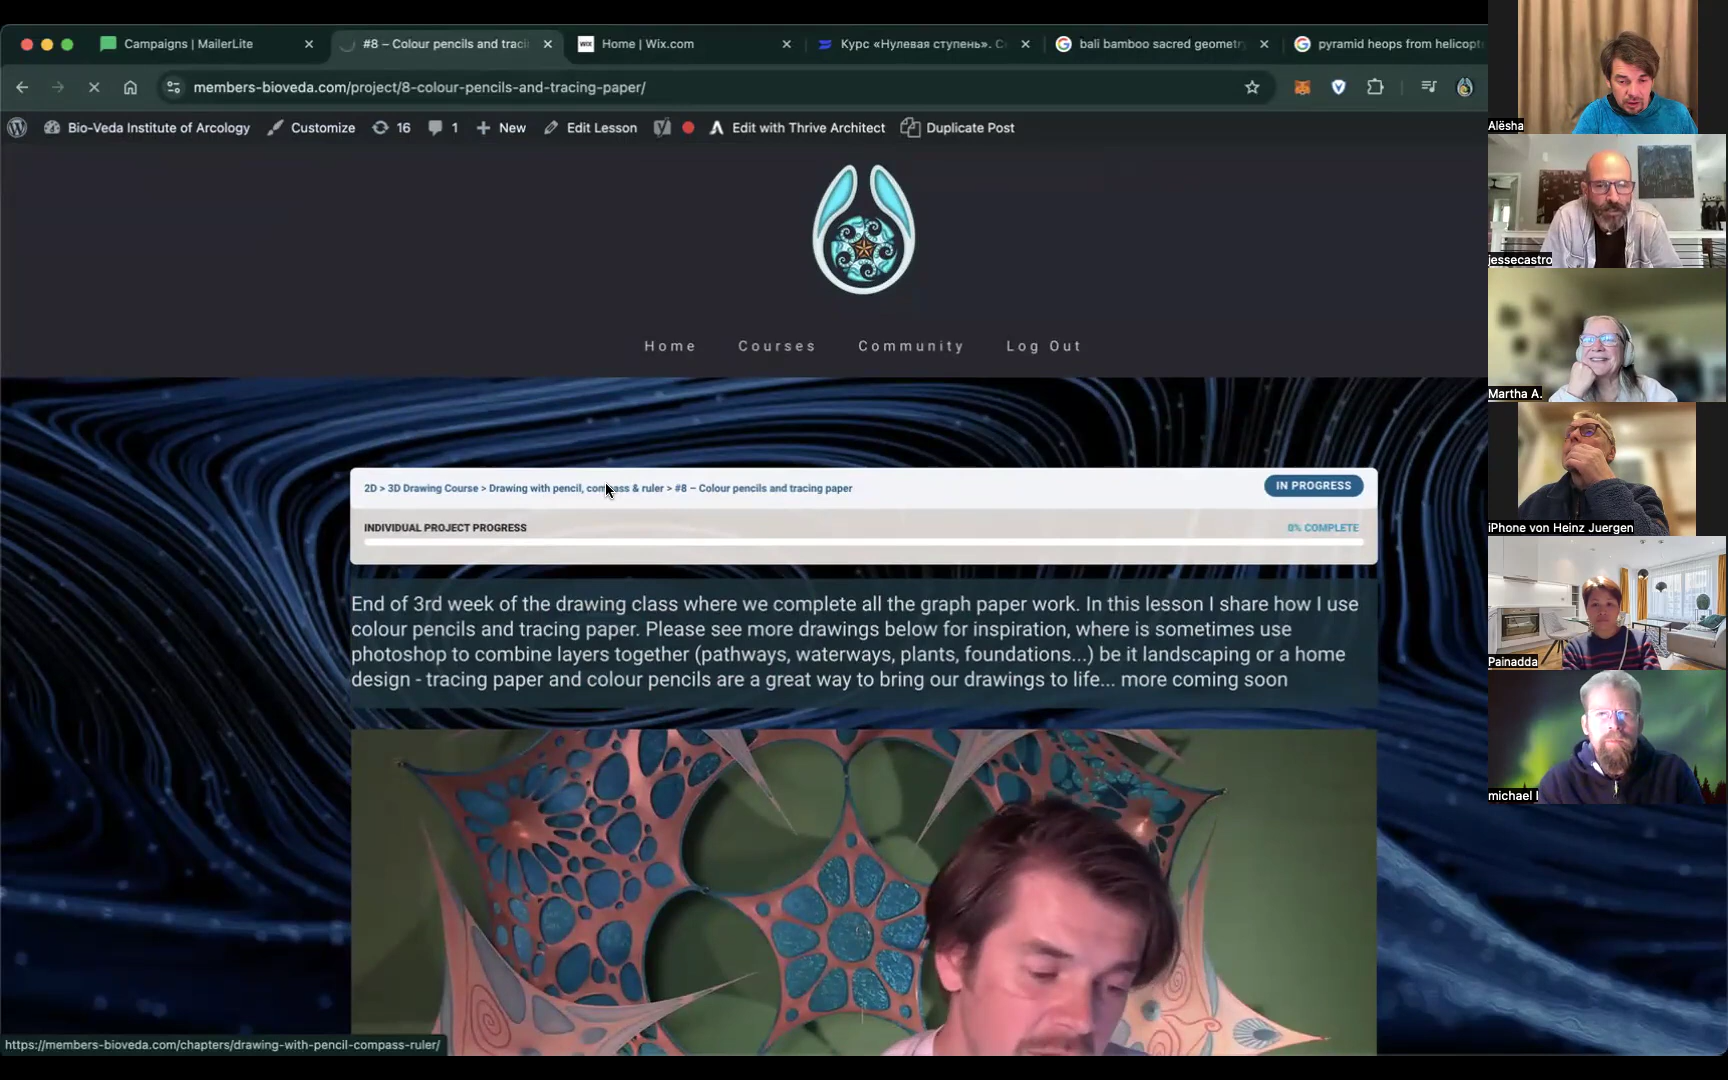 Campaigns | MailerLite
#8 – Colour pencils and traci
Home | Wix.com
WIX
Курс «Нулевая ступень». С
bali bamboo sacred geometr
pyramid heops from helicopt
members-bioveda.com/project/8-colour-pencils-and-tracing-paper/
Bio-Veda Institute of Arcology
Customize
16
1
New
Edit Lesson
Edit with Thrive Architect
Duplicate Post
Home
Courses
Community
Log Out
2D > 3D Drawing Course > Drawing with pencil, compass & ruler > #8 – Colour pencils and tracing paper
IN PROGRESS
INDIVIDUAL PROJECT PROGRESS
0% COMPLETE
End of 3rd week of the drawing class where we complete all the graph paper work. In this lesson I share how I use
colour pencils and tracing paper. Please see more drawings below for inspiration, where is sometimes use
photoshop to combine layers together (pathways, waterways, plants, foundations...) be it landscaping or a home
design - tracing paper and colour pencils are a great way to bring our drawings to life... more coming soon
https://members-bioveda.com/chapters/drawing-with-pencil-compass-ruler/
Alësha
jessecastro
Martha A.
iPhone von Heinz Juergen
Painadda
michael l